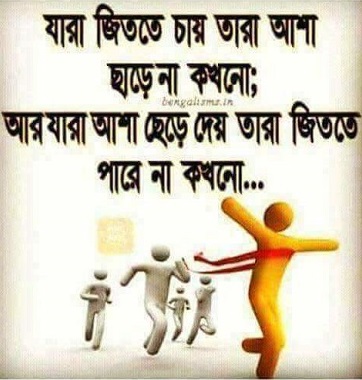 যারা জিততে চায় তারা আশা
ছাড়ে না কখনো;
bengalisms.in
আর যারা আশা ছেড়ে দেয় তারা জিততে
পারে না কখনো...